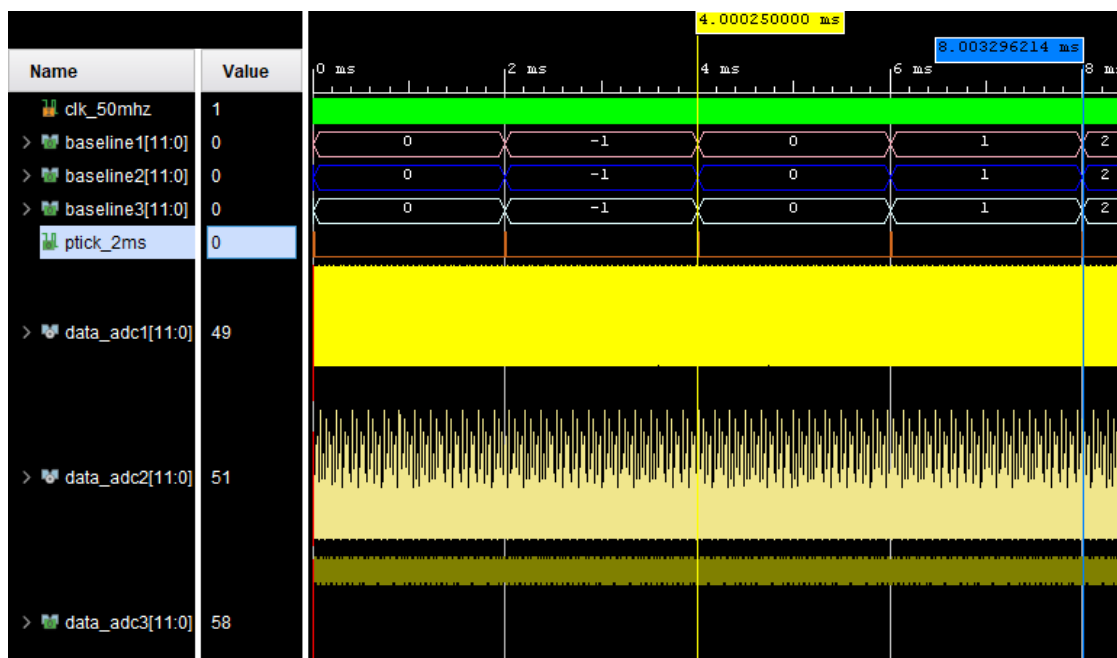 4.000250000 ms
8.003296214 ms
Name Value 0 ms 2 ms 4 ms 6 ms 8 m
clk_50mhz 1
baseline1[11:0] 0 0 -1 0 1 2
baseline2[11:0] 0 0 -1 0 1 2
baseline3[11:0] 0 0 -1 0 1 2
ptick_2ms 0
data_adc1[11:0] 49
data_adc2[11:0] 51
data_adc3[11:0] 58